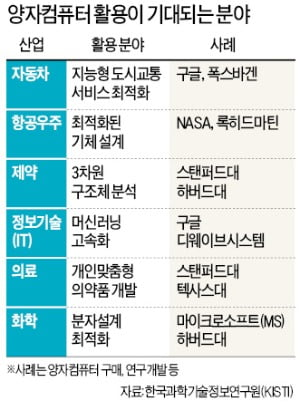 양자컴퓨터 활용이 기대되는 분야
산업 활용 분야 사례
자동차 지능형 도시교통 서비스 최적화 구글, 폭스바겐
항공우주 최적화된 기체 설계 NASA, 록히드마틴
제약 3차원 구조체 분석 스탠퍼드대 하버드대
정보기술(IT) 머신러닝 고속화 구글 디웨이브시스템
의료 개인맞춤형 의약품 개발 스탠퍼드대 텍사스대
화학 분자설계 최적화 마이크로소프트(MS) 하버드대
※사례는 양자컴퓨터 구매, 연구개발 등
자료:한국과학기술정보연구원(KISTI)